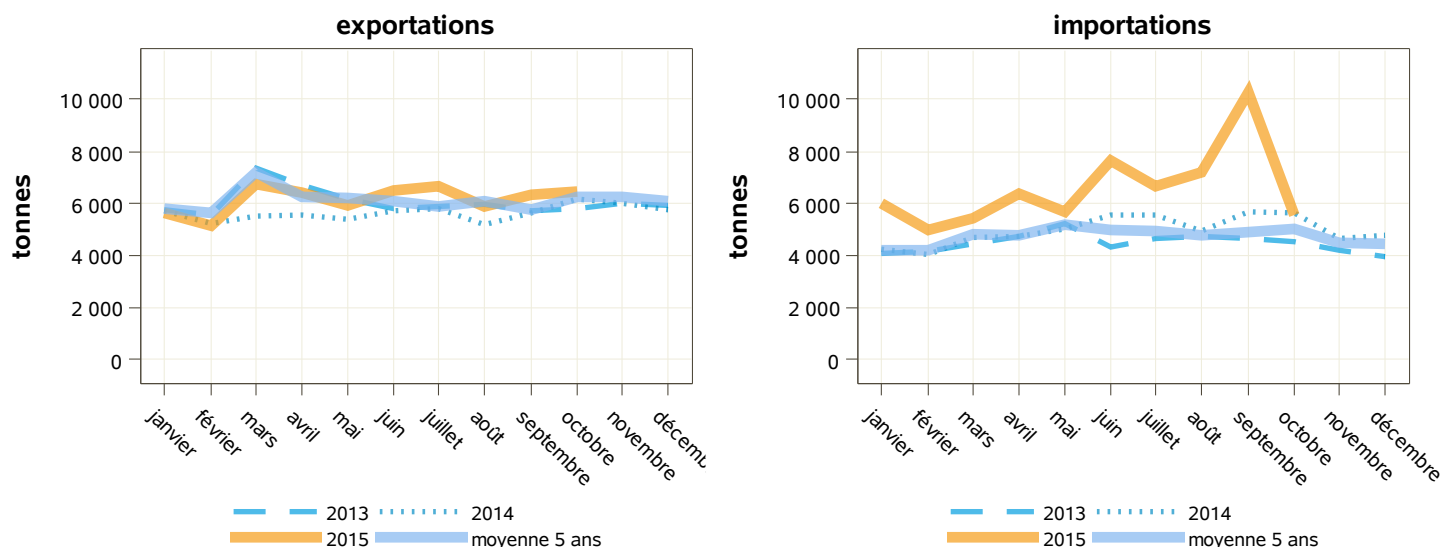 exportations
tonnes
10 000
8 000
6 000
4 000
2 000
0
janvier
février
mars
avril
mai
juin
juillet
août
septembre
octobre
novembre
décemb
2013
2014
2015
moyenne 5 ans
importations
tonnes
10 000
8 000
6 000
4 000
2 000
0
janvier
février
mars
avril
mai
juin
juillet
août
septembre
octobre
novembre
décembre
2013
2014
2015
moyenne 5 ans